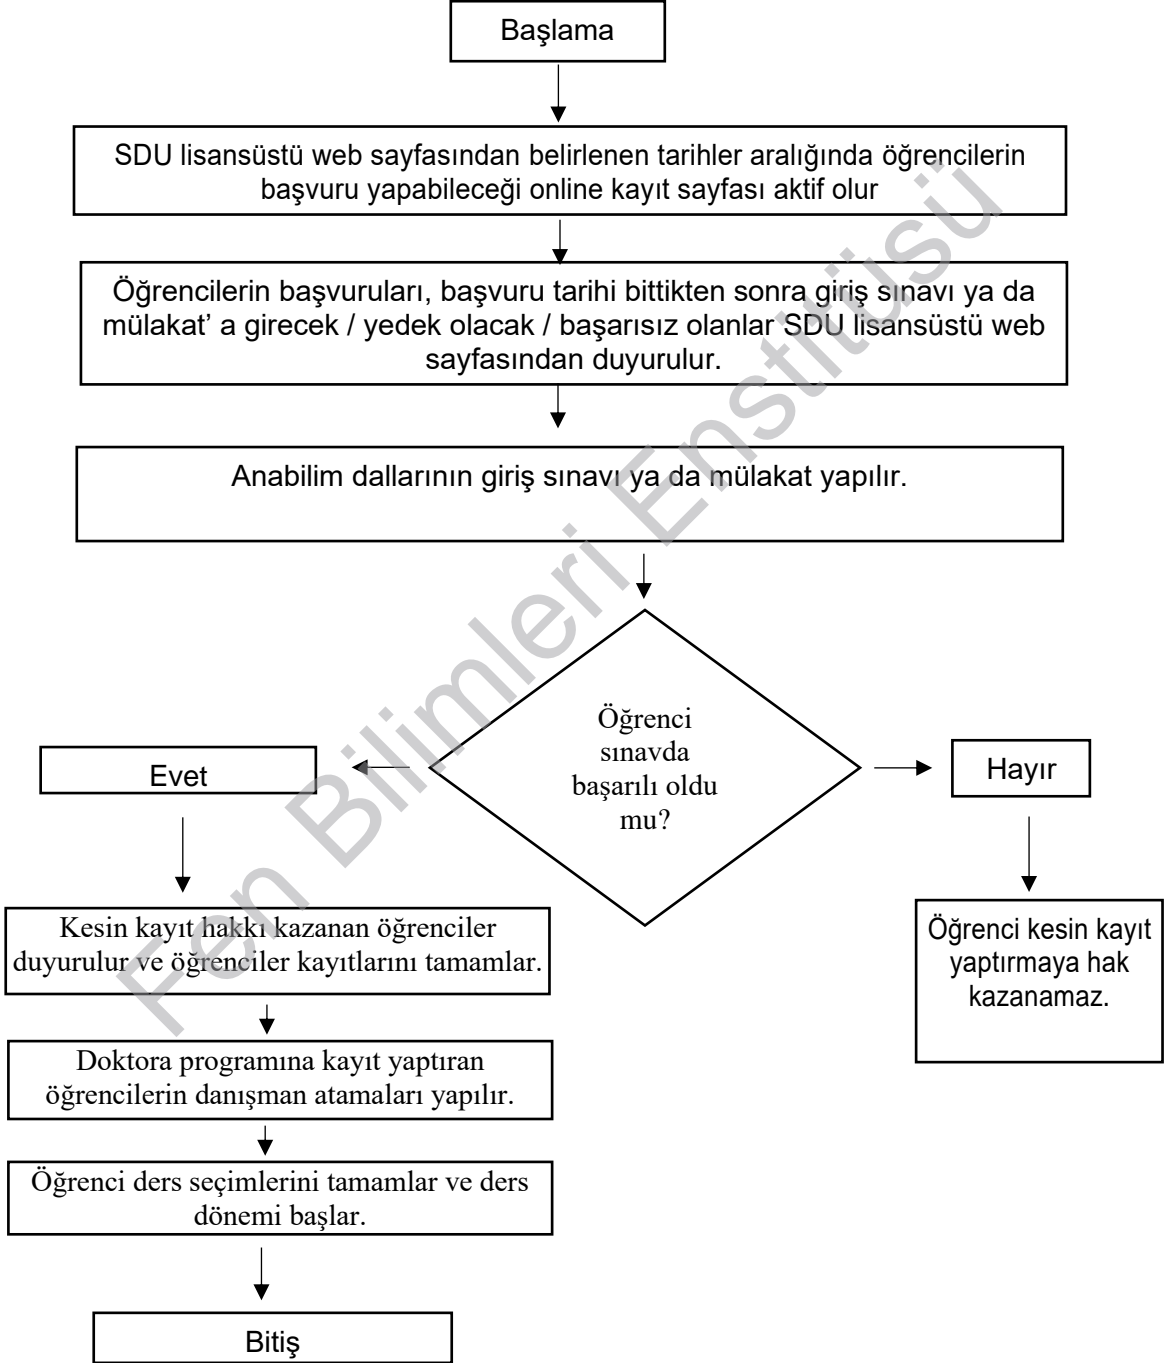 Başlama
SDU lisansüstü web sayfasından belirlenen tarihler aralığında öğrencilerin
başvuru yapabileceği online kayıt sayfası aktif olur
Öğrencilerin başvuruları, başvuru tarihi bittikten sonra giriş sınavı ya da
mülakat’ a girecek / yedek olacak / başarısız olanlar SDU lisansüstü web
sayfasından duyurulur.
Anabilim dallarının giriş sınavı ya da mülakat yapılır.
Öğrenci
sınavda
başarılı oldu
mu?
Evet
Hayır
Kesin kayıt hakkı kazanan öğrenciler
duyurulur ve öğrenciler kayıtlarını tamamlar.
Öğrenci kesin kayıt
yaptırmaya hak
kazanamaz.
Doktora programına kayıt yaptıran
öğrencilerin danışman atamaları yapılır.
Öğrenci ders seçimlerini tamamlar ve ders
dönemi başlar.
Bitiş
Fen Bilimleri Enstitüsü